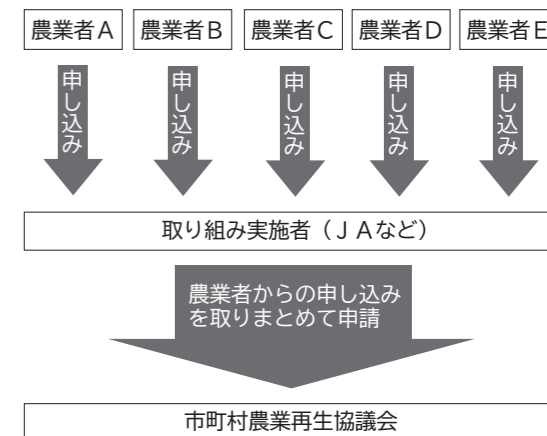 農業者A
農業者B
農業者C
農業者D
農業者E
申し込み
申し込み
申し込み
申し込み
申し込み
取り組み実施者（ＪＡなど）
農業者からの申し込み
を取りまとめて申請
市町村農業再生協議会